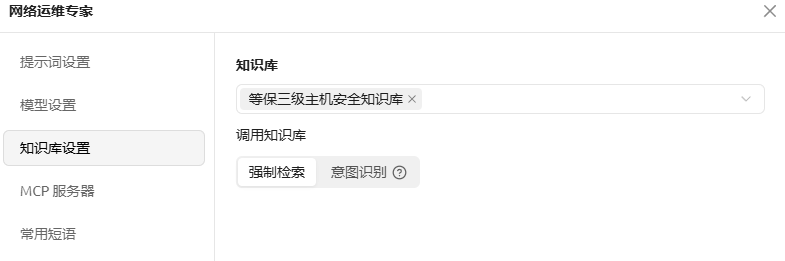 网络运维专家
提示词设置
模型设置
知识库设置
MCP 服务器
常用短语
知识库
等保三级主机安全知识库
调用知识库
强制检索 意图识别